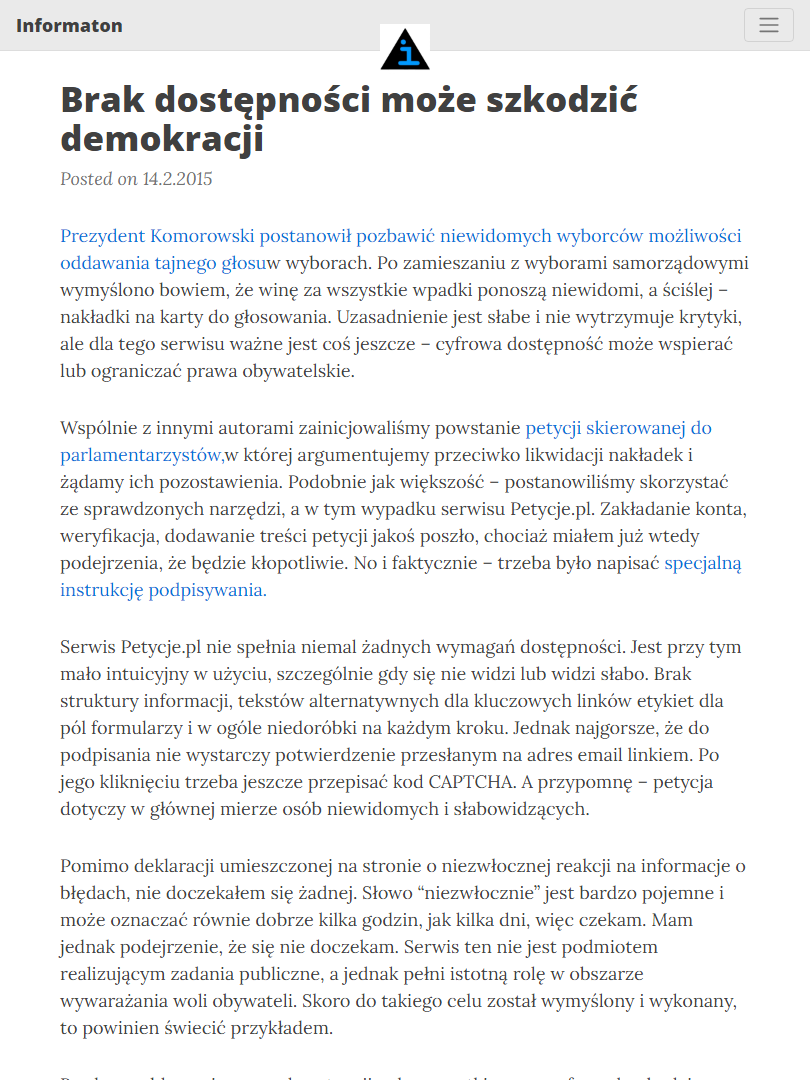 Informaton
i
Brak dostępności może szkodzić
demokracji
Posted on 14.2.2015
Prezydent Komorowski postanowił pozbawić niewidomych wyborców możliwości
oddawania tajnego głosuw wyborach. Po zamieszaniu z wyborami samorządowymi
wymyślono bowiem, że winę za wszystkie wpadki ponoszą niewidomi, a ściślej –
nakładki na karty do głosowania. Uzasadnienie jest słabe i nie wytrzymuje krytyki,
ale dla tego serwisu ważne jest coś jeszcze – cyfrowa dostępność może wspierać
lub ograniczać prawa obywatelskie.
Wspólnie z innymi autorami zainicjowaliśmy powstanie petycji skierowanej do
parlamentarzystów,w której argumentujemy przeciwko likwidacji nakładek i
żądamy ich pozostawienia. Podobnie jak większość – postanowiliśmy skorzystać
ze sprawdzonych narzędzi, a w tym wypadku serwisu Petycje.pl. Zakładanie konta,
weryfikacja, dodawanie treści petycji jakoś poszło, chociaż miałem już wtedy
podejrzenia, że będzie kłopotliwie. No i faktycznie – trzeba było napisać specjalną
instrukcję podpisywania.
Serwis Petycje.pl nie spełnia niemal żadnych wymagań dostępności. Jest przy tym
mało intuicyjny w użyciu, szczególnie gdy się nie widzi lub widzi słabo. Brak
struktury informacji, tekstów alternatywnych dla kluczowych linków etykiet dla
pól formularzy i w ogóle niedoróbki na każdym kroku. Jednak najgorsze, że do
podpisania nie wystarczy potwierdzenie przesłanym na adres email linkiem. Po
jego kliknięciu trzeba jeszcze przepisać kod CAPTCHA. A przypomnę – petycja
dotyczy w głównej mierze osób niewidomych i słabowidzących.
Pomimo deklaracji umieszczonej na stronie o niezwłocznej reakcji na informacje o
błędach, nie doczekałem się żadnej. Słowo “niezwłocznie” jest bardzo pojemne i
może oznaczać równie dobrze kilka godzin, jak kilka dni, więc czekam. Mam
jednak podejrzenie, że się nie doczekam. Serwis ten nie jest podmiotem
realizującym zadania publiczne, a jednak pełni istotną rolę w obszarze
wywarażania woli obywateli. Skoro do takiego celu został wymyślony i wykonany,
to powinien świecić przykładem.